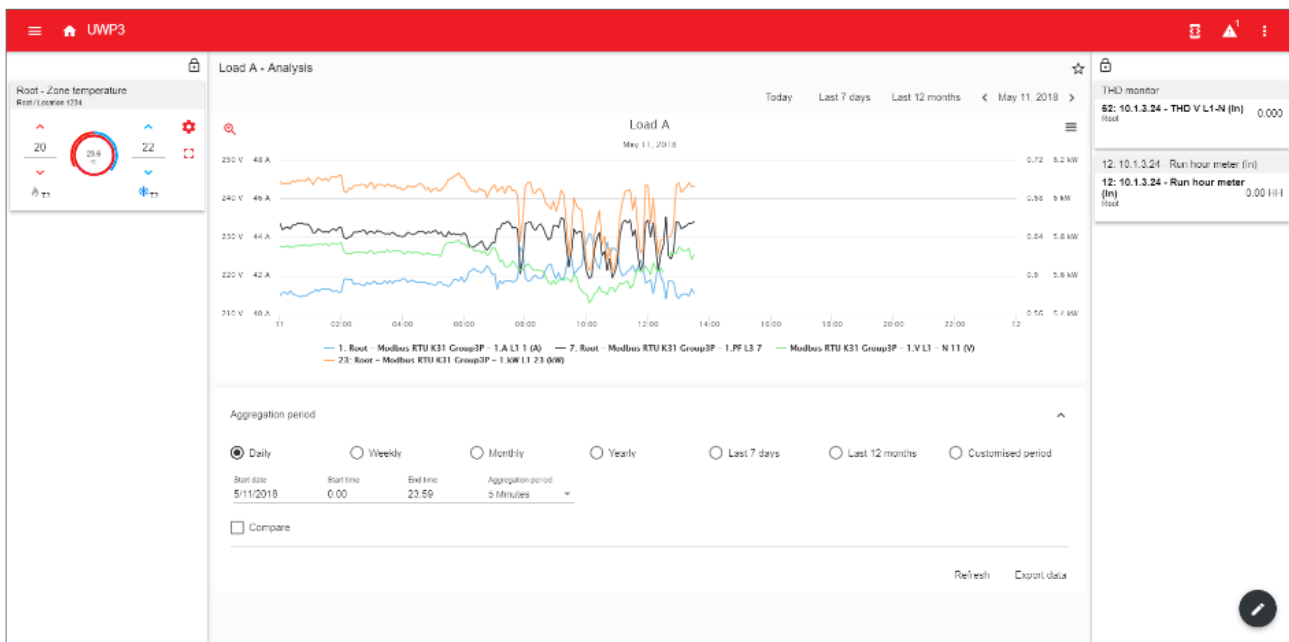 UWP3
1
Root - Zone temperature
Root / Location 1234
20
23.6
°C
22
T2
T2
Load A - Analysis
Today Last 7 days Last 12 months May 11, 2018
Load A
May 11, 2018
250 V 48 A 0.72 6.2 kW
240 V 46 A 0.68 6 kW
230 V 44 A 0.64 5.8 kW
220 V 42 A 0.6 5.6 kW
210 V 40 A 0.56 5.4 kW
11 02:00 04:00 06:00 08:00 10:00 12:00 14:00 16:00 18:00 20:00 22:00 12
1: Root - Modbus RTU K31 Group3P - 1.A L1 1 (A) 7. Root - Modbus RTU K31 Group3P - 1.PF L3 7 Modbus RTU K31 Group3P - 1.V L1 - N 11 (V)
23: Root - Modbus RTU K31 Group3P - 1.kW L1 23 (kW)
Aggregation period
Daily Weekly Monthly Yearly Last 7 days Last 12 months Customised period
Start date Start time End time Aggregation period
5/11/2018 0:00 23:59 5 Minutes
Compare
Refresh Export data
THD monitor
62: 10.1.3.24 - THD V L1-N (In) 0.000
Root
12. 10.1.3.24 - Run hour meter (In)
12: 10.1.3.24 - Run hour meter
(In) 0.00 HH
Root